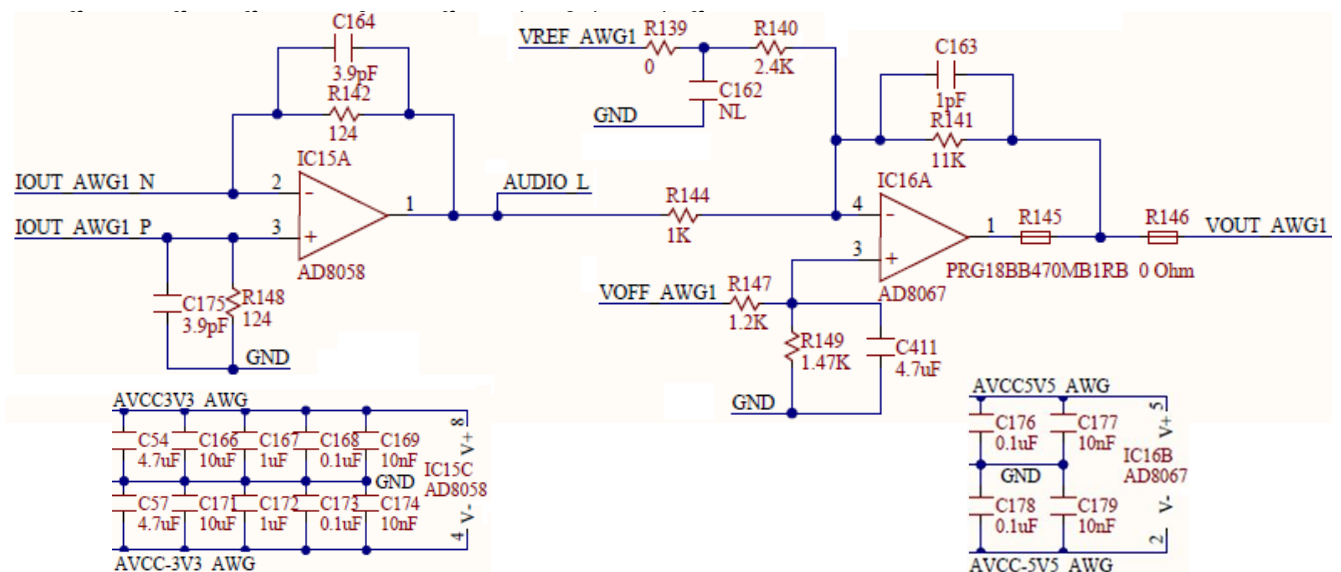 C164
3.9pF
R142
124
IC15A
IOUT_AWG1_N
2
-
1
IOUT_AWG1_P
3
+
AD8058
C175
3.9pF
R148
124
GND
AUDIO_L
VREF_AWG1
R139
0
R140
2.4K
C162
NL
GND
C163
1pF
R141
11K
IC16A
R144
1K
4
-
1
3
+
AD8067
R145
PRG18BB470MB1RB
R146
0 Ohm
VOUT_AWG1
VOFF_AWG1
R147
1.2K
R149
1.47K
C411
4.7uF
GND
AVCC3V3_AWG
C54
4.7uF
C166
10uF
C167
1uF
C168
0.1uF
C169
10nF
8
V+
IC15C
AD8058
GND
C57
4.7uF
C171
10uF
C172
1uF
C173
0.1uF
C174
10nF
V-
4
AVCC-3V3_AWG
AVCC5V5_AWG
C176
0.1uF
C177
10nF
5
V+
IC16B
AD8067
GND
C178
0.1uF
C179
10nF
V-
2
AVCC-5V5_AWG